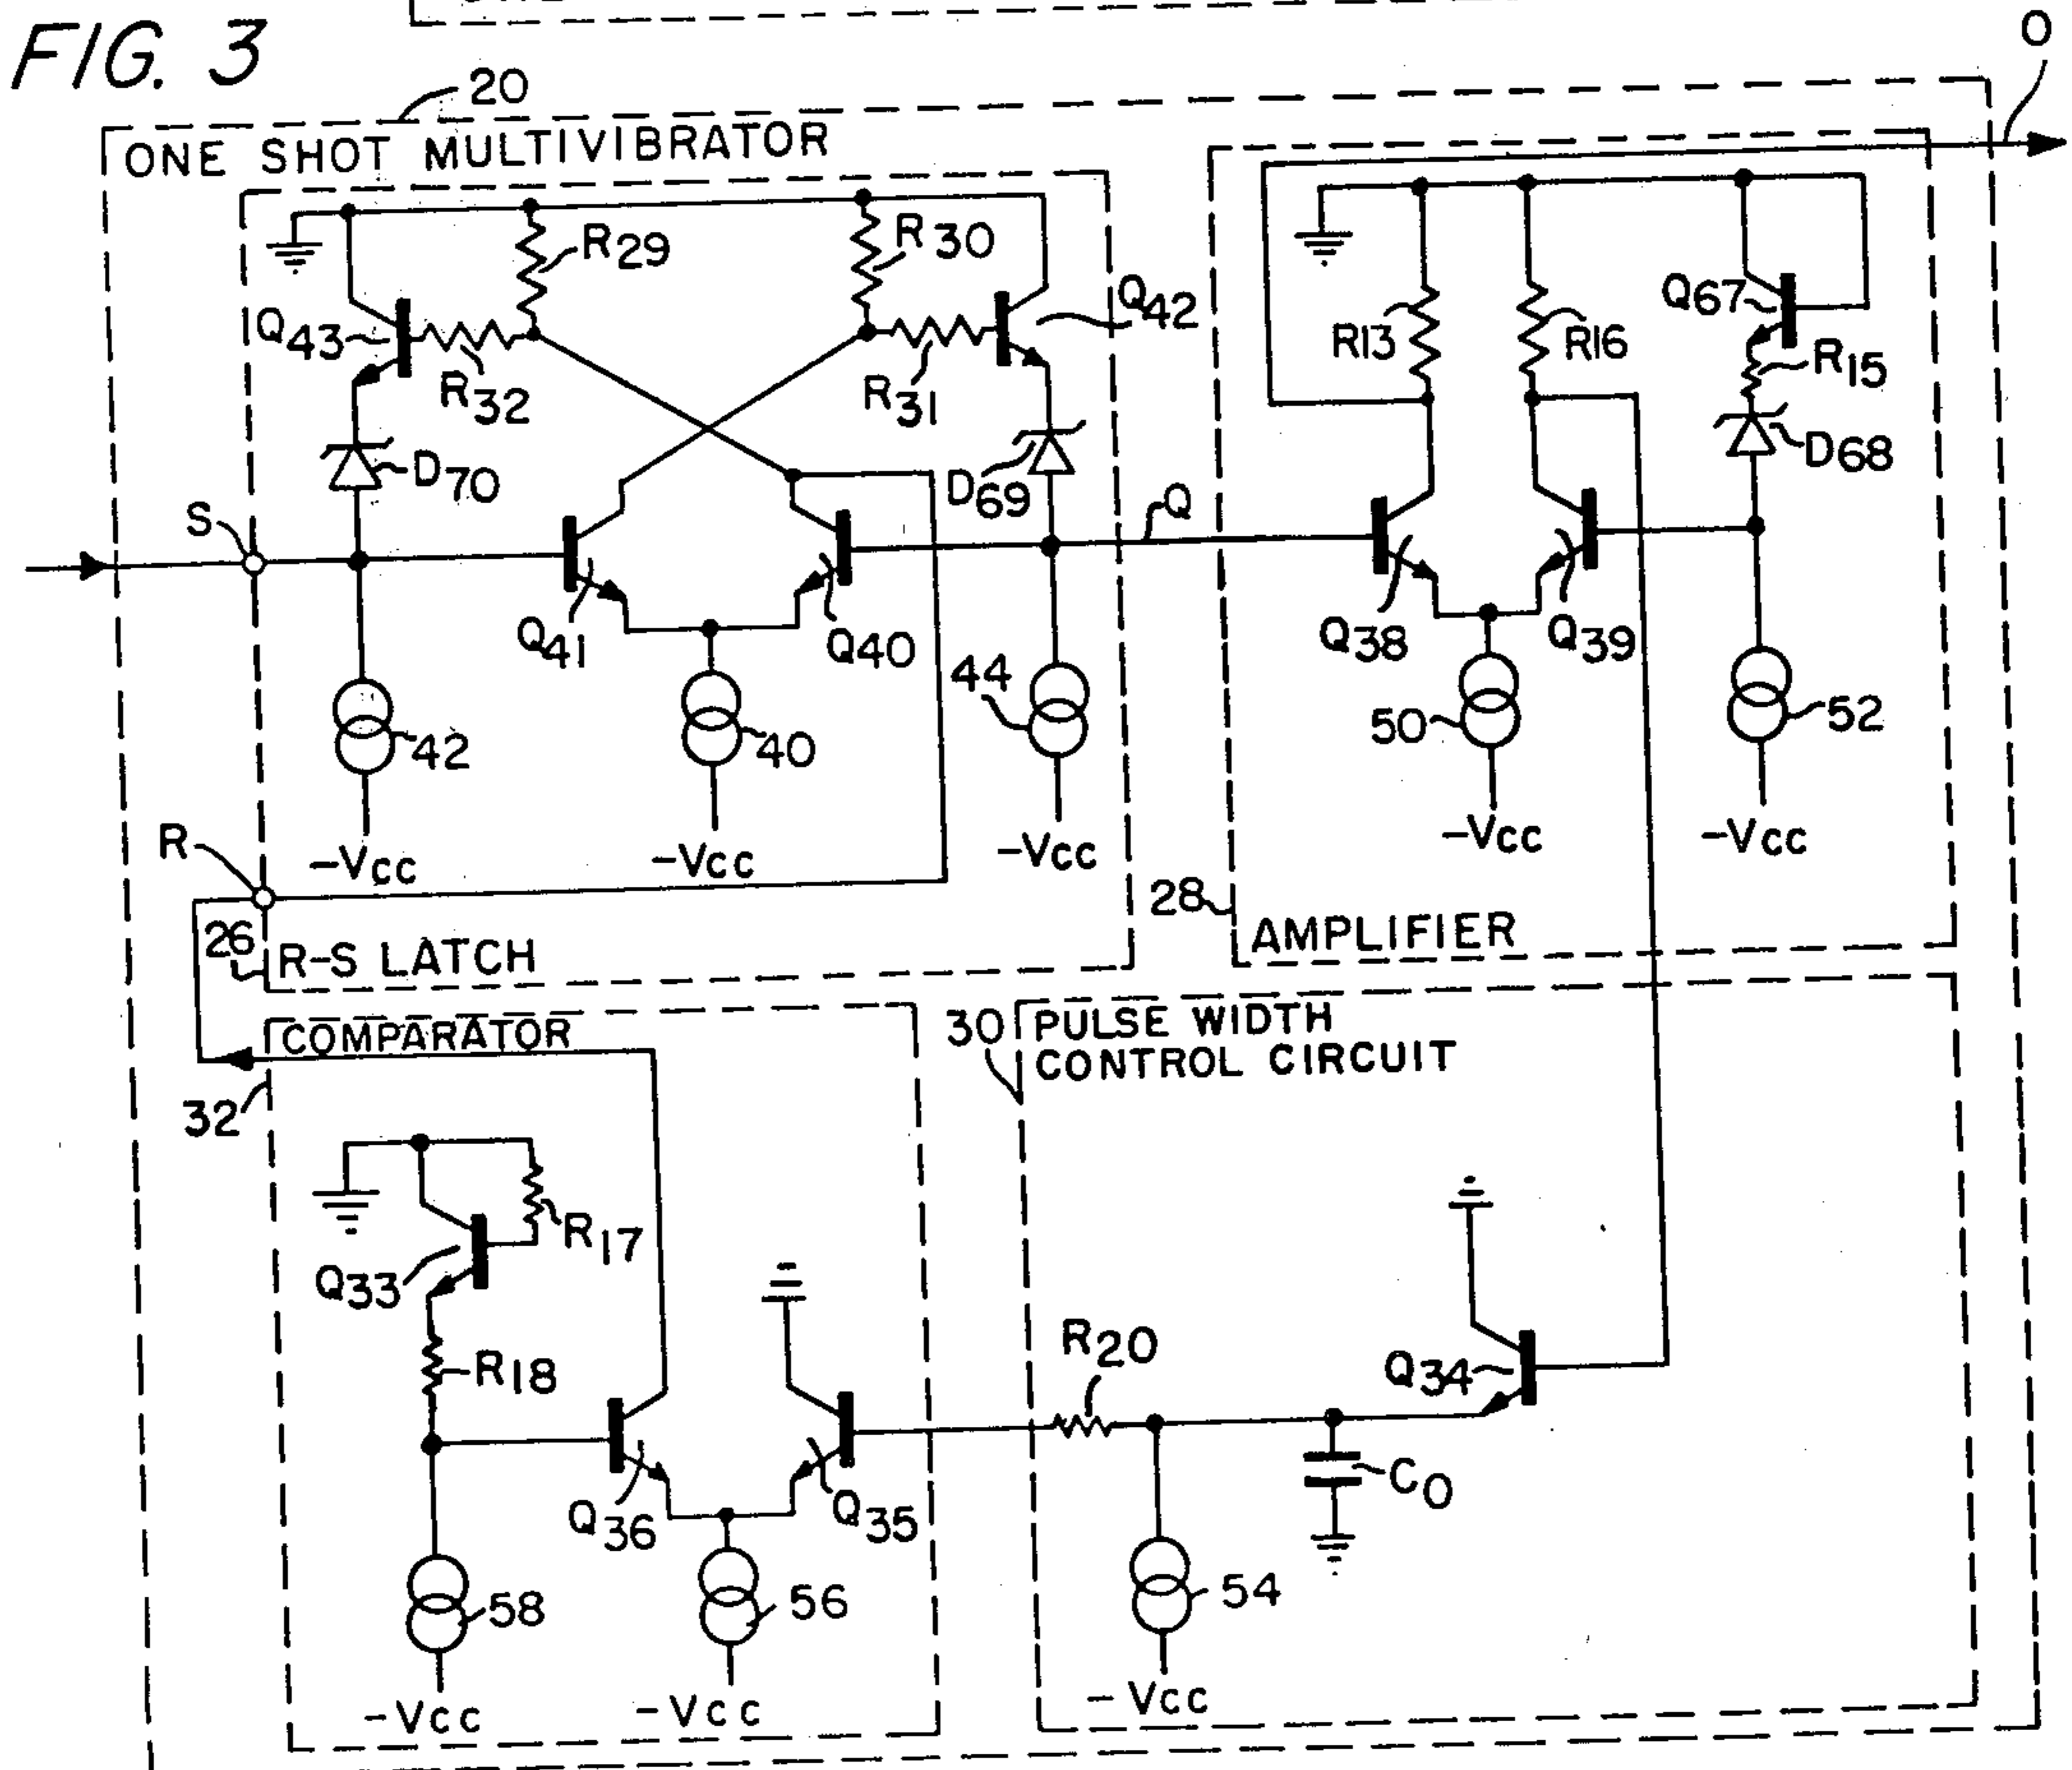 FIG. 3
O
20
ONE SHOT MULTIVIBRATOR
R29
R30
Q42
Q43
R32
R31
R13
R16
Q67
R15
D70
D69
D68
S
Q
Q41
Q40
Q38
Q39
42
40
44
50
52
-Vcc
-Vcc
-Vcc
-Vcc
-Vcc
R
26
R-S LATCH
28
AMPLIFIER
COMPARATOR
30
PULSE WIDTH
CONTROL CIRCUIT
32
R17
Q33
R18
R20
Q34
Q36
Q35
C0
58
56
54
-Vcc
-Vcc
-Vcc